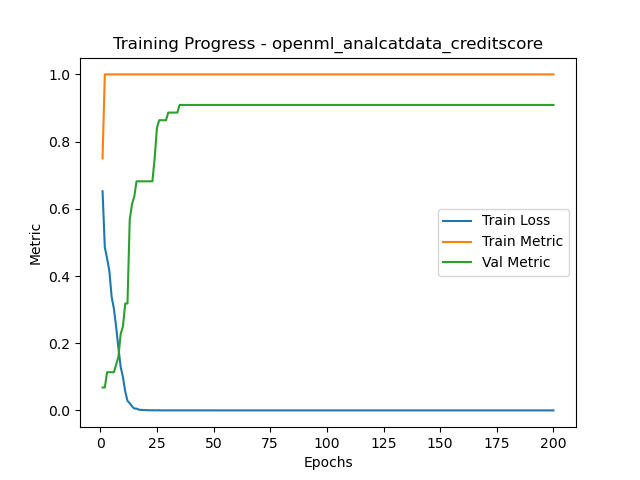 Training Progress - openml_analcatdata_creditscore
Metric
1.0
0.8
0.6
0.4
0.2
0.0
Train Loss
Train Metric
Val Metric
0 25 50 75 100 125 150 175 200
Epochs